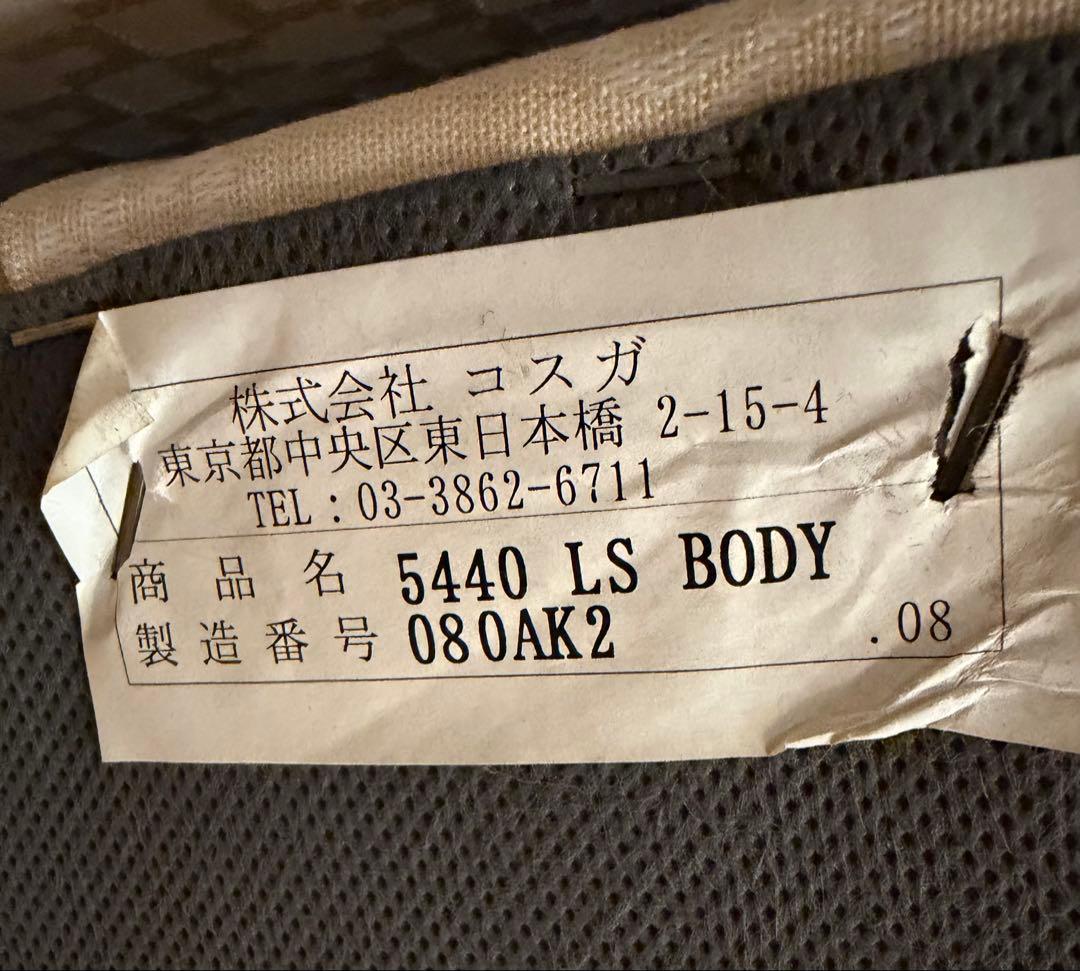 株式会社 コスガ
東京都中央区東日本橋 2-15-4
TEL : 03-3862-6711
商品名 5440 LS BODY
製造番号 080AK2 .08